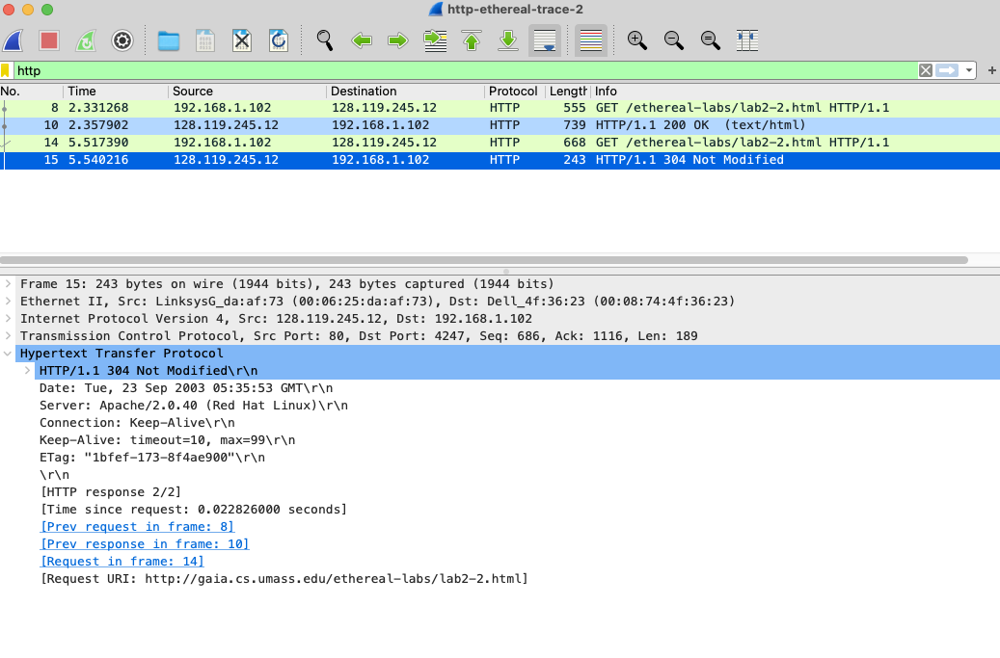 http-ethereal-trace-2
http
No. Time Source Destination Protocol Length Info
8 2.331268 192.168.1.102 128.119.245.12 HTTP 555 GET /ethereal-labs/lab2-2.html HTTP/1.1
10 2.357902 128.119.245.12 192.168.1.102 HTTP 739 HTTP/1.1 200 OK (text/html)
14 5.517390 192.168.1.102 128.119.245.12 HTTP 668 GET /ethereal-labs/lab2-2.html HTTP/1.1
15 5.540216 128.119.245.12 192.168.1.102 HTTP 243 HTTP/1.1 304 Not Modified
Frame 15: 243 bytes on wire (1944 bits), 243 bytes captured (1944 bits)
Ethernet II, Src: LinksysG_da:af:73 (00:06:25:da:af:73), Dst: Dell_4f:36:23 (00:08:74:4f:36:23)
Internet Protocol Version 4, Src: 128.119.245.12, Dst: 192.168.1.102
Transmission Control Protocol, Src Port: 80, Dst Port: 4247, Seq: 686, Ack: 1116, Len: 189
Hypertext Transfer Protocol
HTTP/1.1 304 Not Modified\r\n
Date: Tue, 23 Sep 2003 05:35:53 GMT\r\n
Server: Apache/2.0.40 (Red Hat Linux)\r\n
Connection: Keep-Alive\r\n
Keep-Alive: timeout=10, max=99\r\n
ETag: "1bfef-173-8f4ae900"\r\n
\r\n
[HTTP response 2/2]
[Time since request: 0.022826000 seconds]
[Prev request in frame: 8]
[Prev response in frame: 10]
[Request in frame: 14]
[Request URI: http://gaia.cs.umass.edu/ethereal-labs/lab2-2.html]